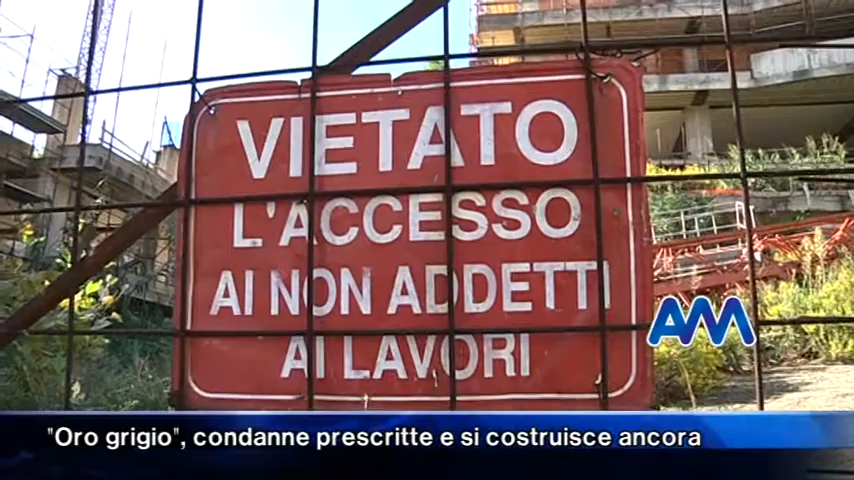 VIETATO
L'ACCESSO
AI NON ADDETTI
AI LAVORI
AM
"Oro grigio", condanne prescritte e si costruisce ancora